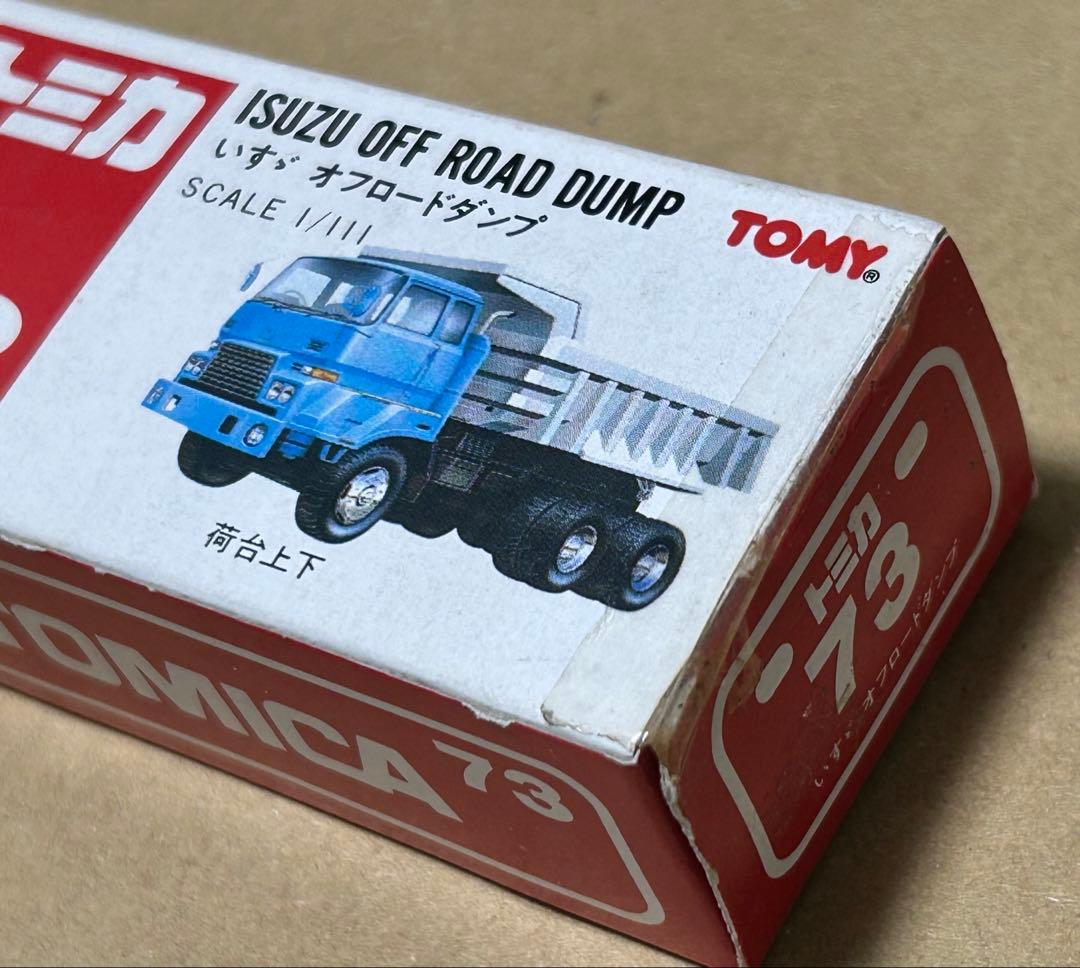 トミカ
ISUZU OFF ROAD DUMP
いすゞ オフロードダンプ
SCALE 1/111
TOMY®
荷台上下
TOMICA 73
トミカ
73
いすゞ オフロードダンプ